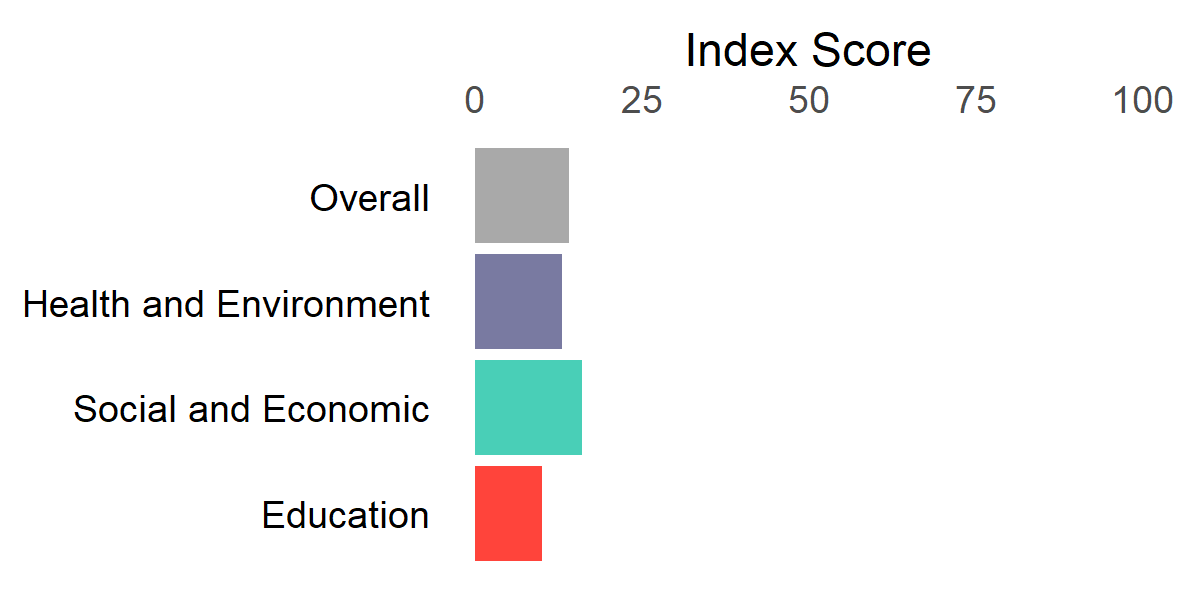 Index Score
0 25 50 75 100
Overall
Health and Environment
Social and Economic
Education